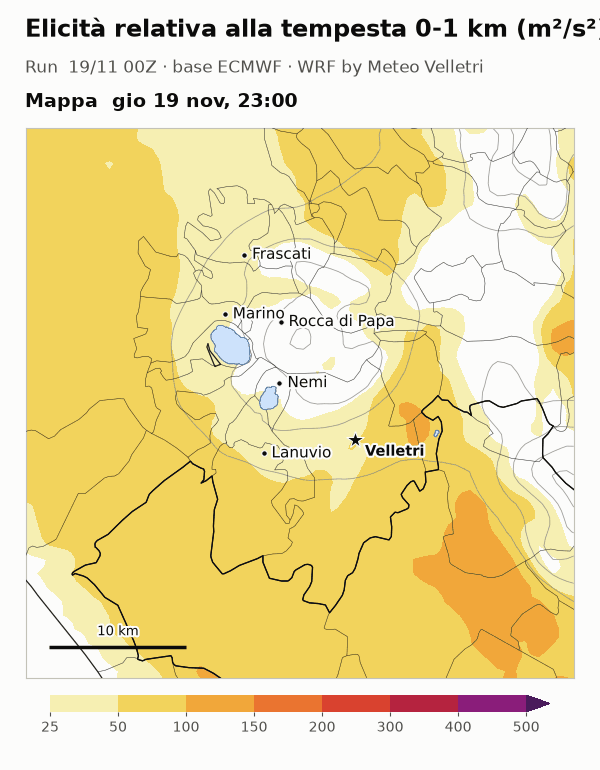 Elicità relativa alla tempesta 0-1 km (m²/s²)
Run  19/11 00Z · base ECMWF · WRF by Meteo Velletri
Mappa  gio 19 nov, 23:00
Frascati
Marino
Rocca di Papa
Nemi
Velletri
Lanuvio
10 km
25 50 100 150 200 300 400 500